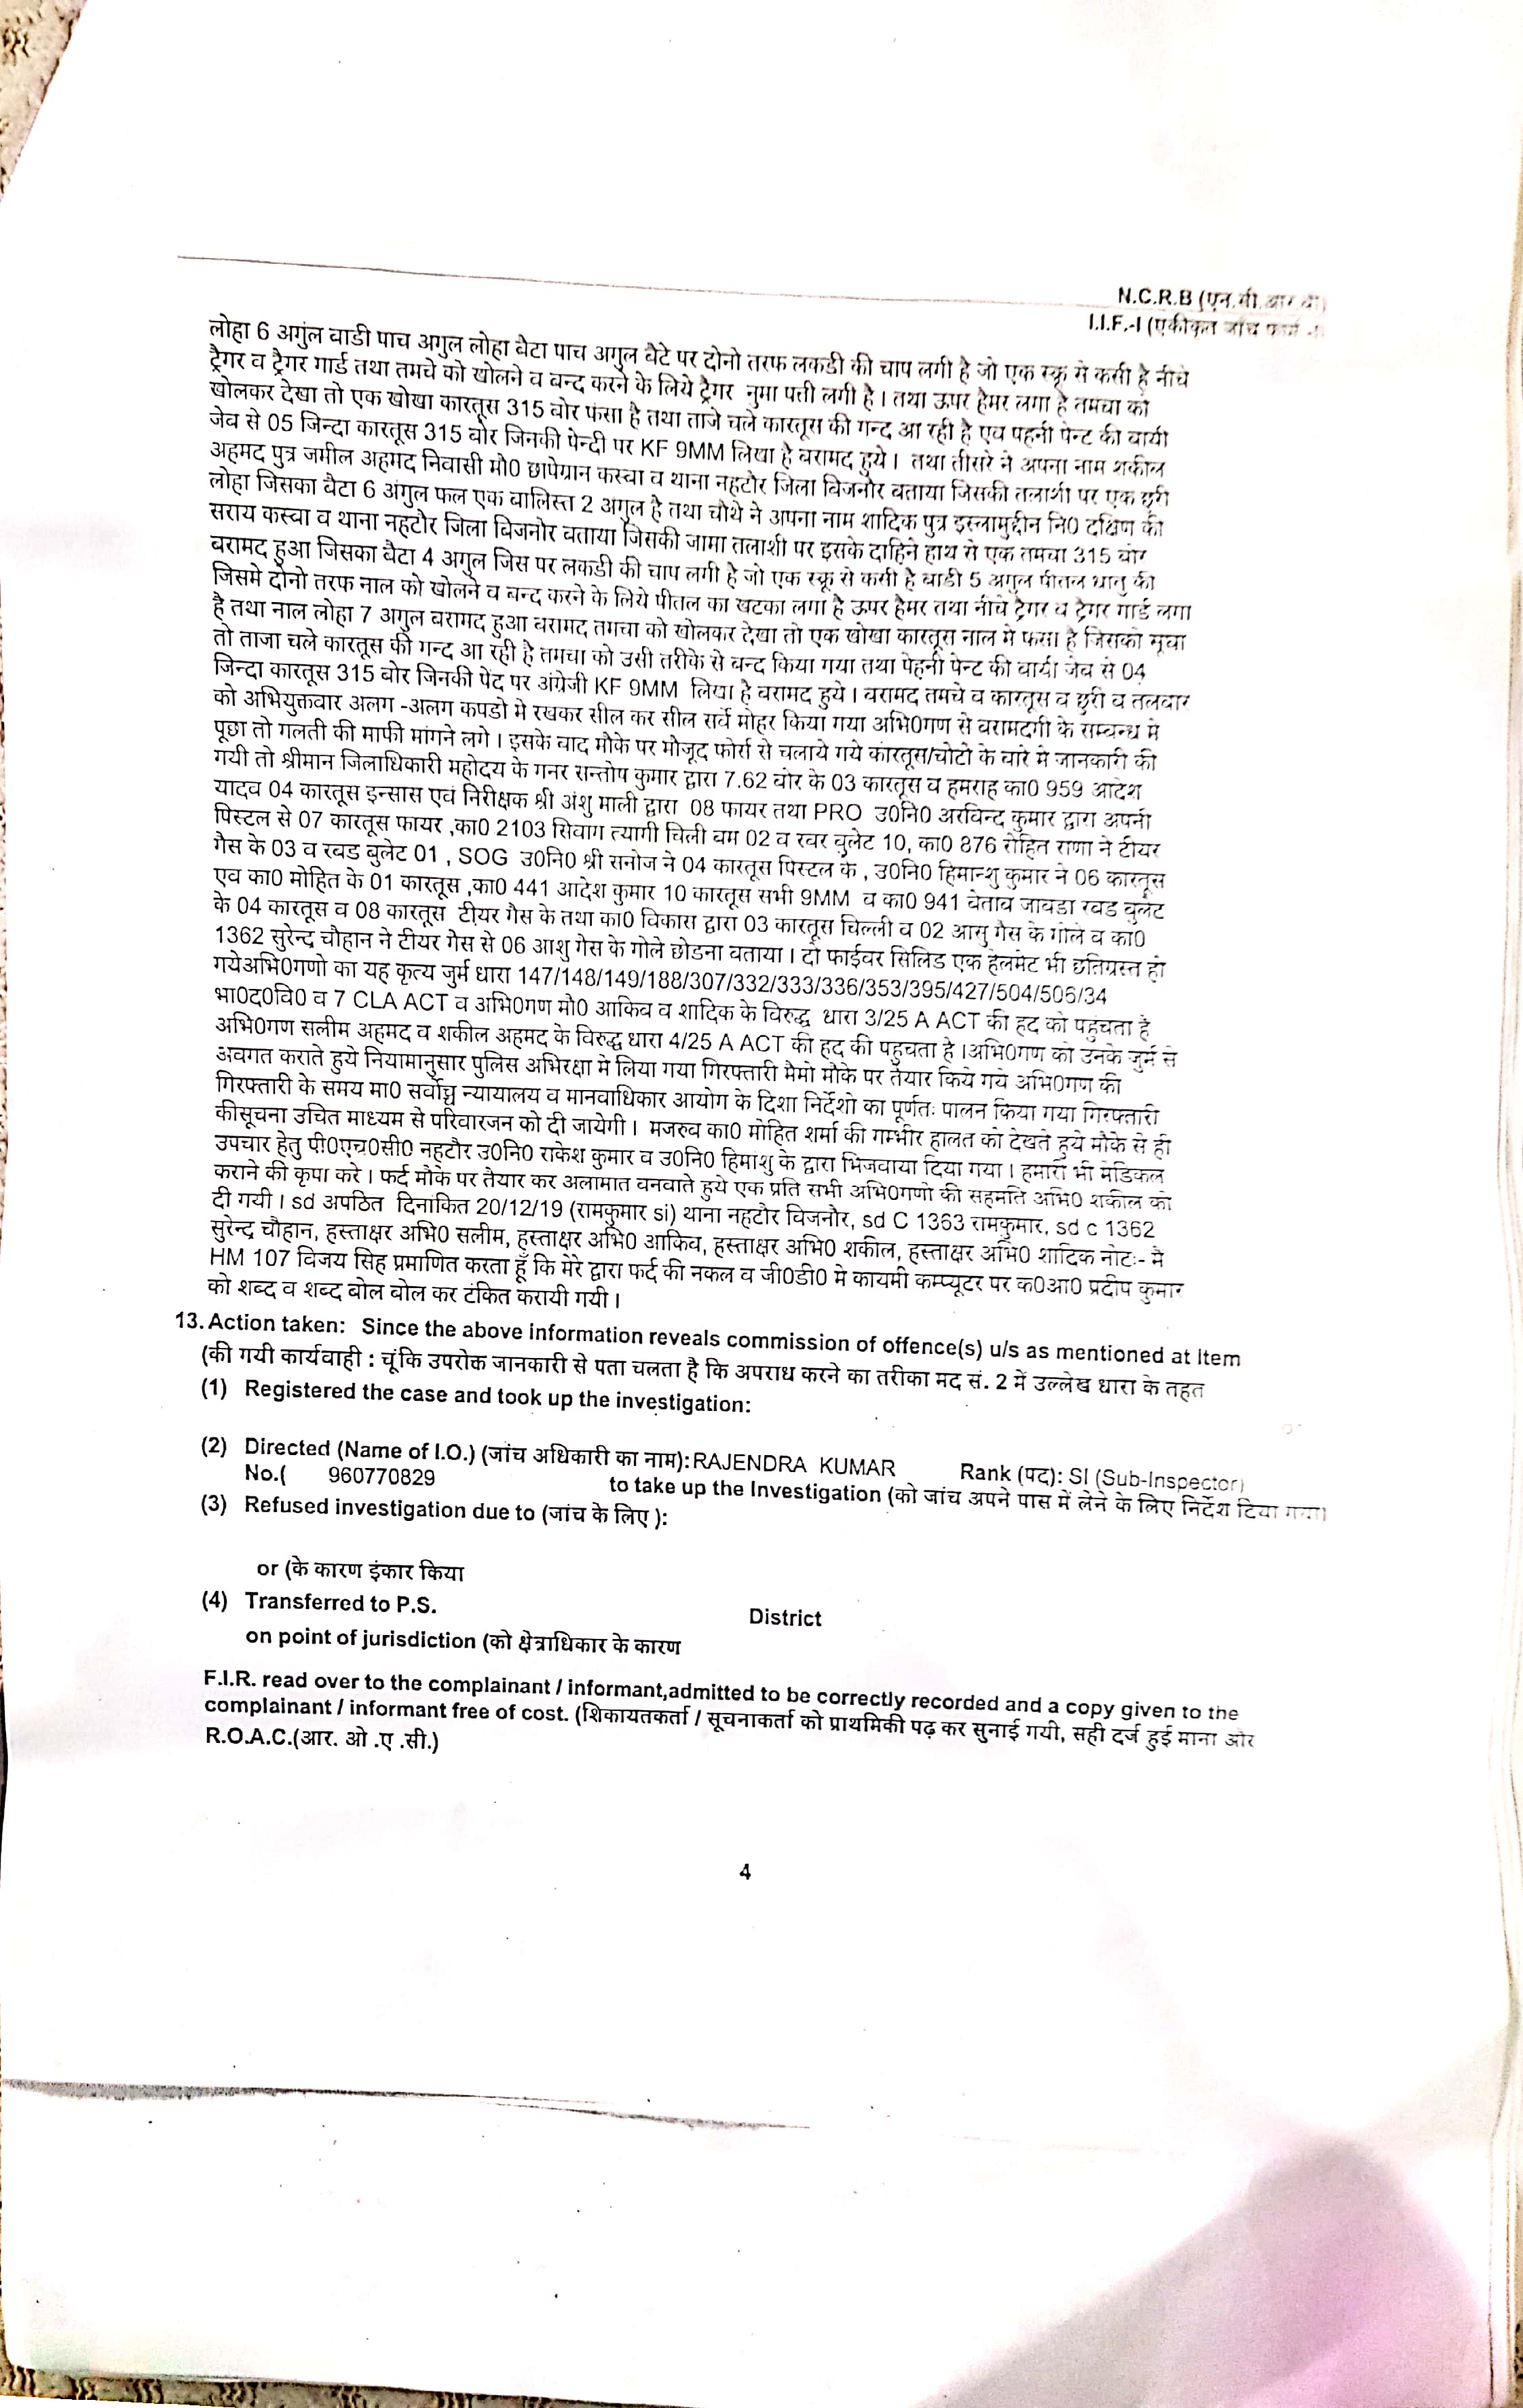 N.C.R.B (एन.सी.आर.बी)
I.I.F.-I (एकीकृत जाँच फार्म -I
लोहा 6 अगुंल वाडी पाच अगुल लोहा वैटा पाच अगुल वैटे पर दोनो तरफ लकडी की चाप लगी है जो एक स्क्रू से कसी है नीचे
ट्रैगर व ट्रैगर गार्ड तथा तमचे को खोलने व वन्द करने के लिये ट्रैगर नुमा पत्ती लगी है। तथा ऊपर हैमर लगा है तमचा को
खोलकर देखा तो एक खोखा कारतूस 315 वोर फंसा है तथा ताजे चले कारतूस की गन्द आ रही है एव पहनी पेन्ट की वायी
जेव से 05 जिन्दा कारतूस 315 वोर जिनकी पेन्दी पर KF 9MM लिखा है वरामद हुये। तथा तीसरे ने अपना नाम शकील
अहमद पुत्र जमील अहमद निवासी मौ0 छापेग्रान कस्वा व थाना नहटौर जिला विजनौर वताया जिसकी तलाशी पर एक छुरी
लोहा जिसका वैटा 6 अंगुल फल एक वालिस्त 2 अगुल है तथा चौथे ने अपना नाम शादिक पुत्र इस्लामुद्दीन नि0 दक्षिण की
सराय कस्वा व थाना नहटौर जिला विजनोर वताया जिसकी जामा तलाशी पर इसके दाहिने हाथ से एक तमचा 315 वोर
वरामद हुआ जिसका वैटा 4 अगुल जिस पर लकडी की चाप लगी है जो एक स्क्रू से कसी है वाडी 5 अगुल पीतल धातु की
जिसमे दोनो तरफ नाल को खोलने व वन्द करने के लिये पीतल का खटका लगा है ऊपर हैमर तथा नीचे ट्रैगर व ट्रैगर गार्ड लगा
है तथा नाल लोहा 7 अगुल वरामद हुआ वरामद तमचा को खोलकर देखा तो एक खोखा कारतूस नाल मे फसा है जिसको सूघा
तो ताजा चले कारतूस की गन्द आ रही है तमचा को उसी तरीके से वन्द किया गया तथा पेहनी पेन्ट की वायी जेव से 04
जिन्दा कारतूस 315 वोर जिनकी पेंद पर अंग्रेजी KF 9MM लिखा है वरामद हुये। वरामद तमचे व कारतूस व छुरी व तलवार
को अभियुक्तवार अलग -अलग कपडो मे रखकर सील कर सील सर्वे मोहर किया गया अभि0गण से वरामदगी के सम्वन्ध मे
पूछा तो गलती की माफी मांगने लगे। इसके वाद मौके पर मौजूद फोर्स से चलाये गये कारतूस/चोटो के वारे मे जानकारी की
गयी तो श्रीमान जिलाधिकारी महोदय के गनर सन्तोष कुमार द्वारा 7.62 वोर के 03 कारतूस व हमराह का0 959 आदेश
यादव 04 कारतूस इन्सास एवं निरीक्षक श्री अंशु माली द्वारा 08 फायर तथा PRO उ0नि0 अरविन्द कुमार द्वारा अपनी
पिस्टल से 07 कारतूस फायर ,का0 2103 सिवाग त्यागी चिली वम 02 व रवर वुलेट 10, का0 876 रोहित राणा ने टीयर
गैस के 03 व रवड वुलेट 01 , SOG उ0नि0 श्री सनोज ने 04 कारतूस पिस्टल के , उ0नि0 हिमान्शु कुमार ने 06 कारतूस
एव का0 मोहित के 01 कारतूस ,का0 441 आदेश कुमार 10 कारतूस सभी 9MM व का0 941 वेताव जावडा रवड वुलेट
के 04 कारतूस व 08 कारतूस टीयर गैस के तथा का0 विकास द्वारा 03 कारतूस चिल्ली व 02 आसु गैस के गोले व का0
1362 सुरेन्द चौहान ने टीयर गैस से 06 आशु गेस के गोले छोडना वताया। दो फाईवर सिलिड एक हेलमेट भी छतिग्रस्त हो
गयेअभि0गणो का यह कृत्य जुर्म धारा 147/148/149/188/307/332/333/336/353/395/427/504/506/34
भा0द0वि0 व 7 CLA ACT व अभि0गण मौ0 आकिव व शादिक के विरुद्ध धारा 3/25 A ACT की हद को पहुंचता है
अभि0गण सलीम अहमद व शकील अहमद के विरुद्ध धारा 4/25 A ACT की हद की पहुचता है।अभि0गण को उनके जुर्म से
अवगत कराते हुये नियामानुसार पुलिस अभिरक्षा मे लिया गया गिरफ्तारी मैमो मौके पर तैयार किये गये अभि0गण की
गिरफ्तारी के समय मा0 सर्वोच्च न्यायालय व मानवाधिकार आयोग के दिशा निर्देशो का पूर्णतः पालन किया गया गिरफ्तारी
कीसूचना उचित माध्यम से परिवारजन को दी जायेगी। मजरुव का0 मोहित शर्मा की गम्भीर हालत को देखते हुये मौके से ही
उपचार हेतु पी0एच0सी0 नहटौर उ0नि0 राकेश कुमार व उ0नि0 हिमाशु के द्वारा भिजवाया दिया गया। हमारी भी मेडिकल
कराने की कृपा करे। फर्द मौके पर तैयार कर अलामात वनवाते हुये एक प्रति सभी अभि0गणो की सहमति अभि0 शकील को
दी गयी। sd अपठित दिनांकित 20/12/19 (रामकुमार si) थाना नहटौर विजनौर, sd C 1363 रामकुमार, sd c 1362
सुरेन्द चौहान, हस्ताक्षर अभि0 सलीम, हस्ताक्षर अभि0 आकिव, हस्ताक्षर अभि0 शकील, हस्ताक्षर अभि0 शादिक नोटः- मै
HM 107 विजय सिह प्रमाणित करता हूँ कि मेरे द्वारा फर्द की नकल व जी0डी0 मे कायमी कम्प्यूटर पर क0आ0 प्रदीप कुमार
को शब्द व शब्द वोल वोल कर टंकित करायी गयी।
13. Action taken: Since the above information reveals commission of offence(s) u/s as mentioned at Item
(की गयी कार्यवाही : चूंकि उपरोक जानकारी से पता चलता है कि अपराध करने का तरीका मद सं. 2 में उल्लेख धारा के तहत
(1) Registered the case and took up the investigation:
(2) Directed (Name of I.O.) (जांच अधिकारी का नाम): RAJENDRA KUMAR Rank (पद): SI (Sub-Inspector)
No.( 960770829 to take up the Investigation (को जांच अपने पास में लेने के लिए निर्देश दिया गया)
(3) Refused investigation due to (जांच के लिए ):
or (के कारण इंकार किया
(4) Transferred to P.S. District
on point of jurisdiction (को क्षेत्राधिकार के कारण
F.I.R. read over to the complainant / informant,admitted to be correctly recorded and a copy given to the
complainant / informant free of cost. (शिकायतकर्ता / सूचनाकर्ता को प्राथमिकी पढ़ कर सुनाई गयी, सही दर्ज हुई माना ओर
R.O.A.C.(आर. ओ .ए .सी.)
4